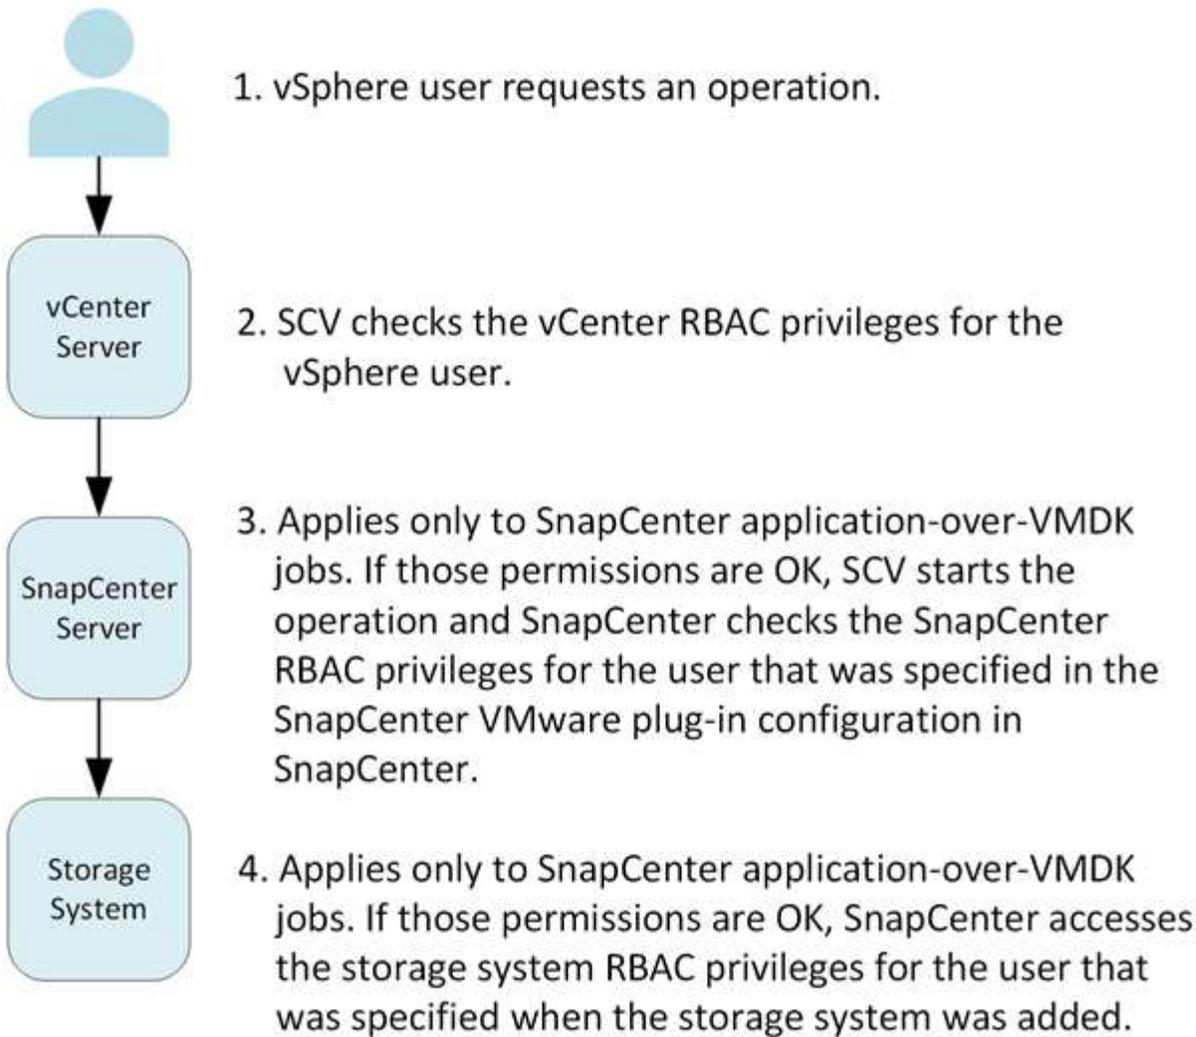 1. vSphere user requests an operation.
vCenter
Server
2. SCV checks the vCenter RBAC privileges for the
vSphere user.
SnapCenter
Server
3. Applies only to SnapCenter application-over-VMDK
jobs. If those permissions are OK, SCV starts the
operation and SnapCenter checks the SnapCenter
RBAC privileges for the user that was specified in the
SnapCenter VMware plug-in configuration in
SnapCenter.
Storage
System
4. Applies only to SnapCenter application-over-VMDK
jobs. If those permissions are OK, SnapCenter accesses
the storage system RBAC privileges for the user that
was specified when the storage system was added.